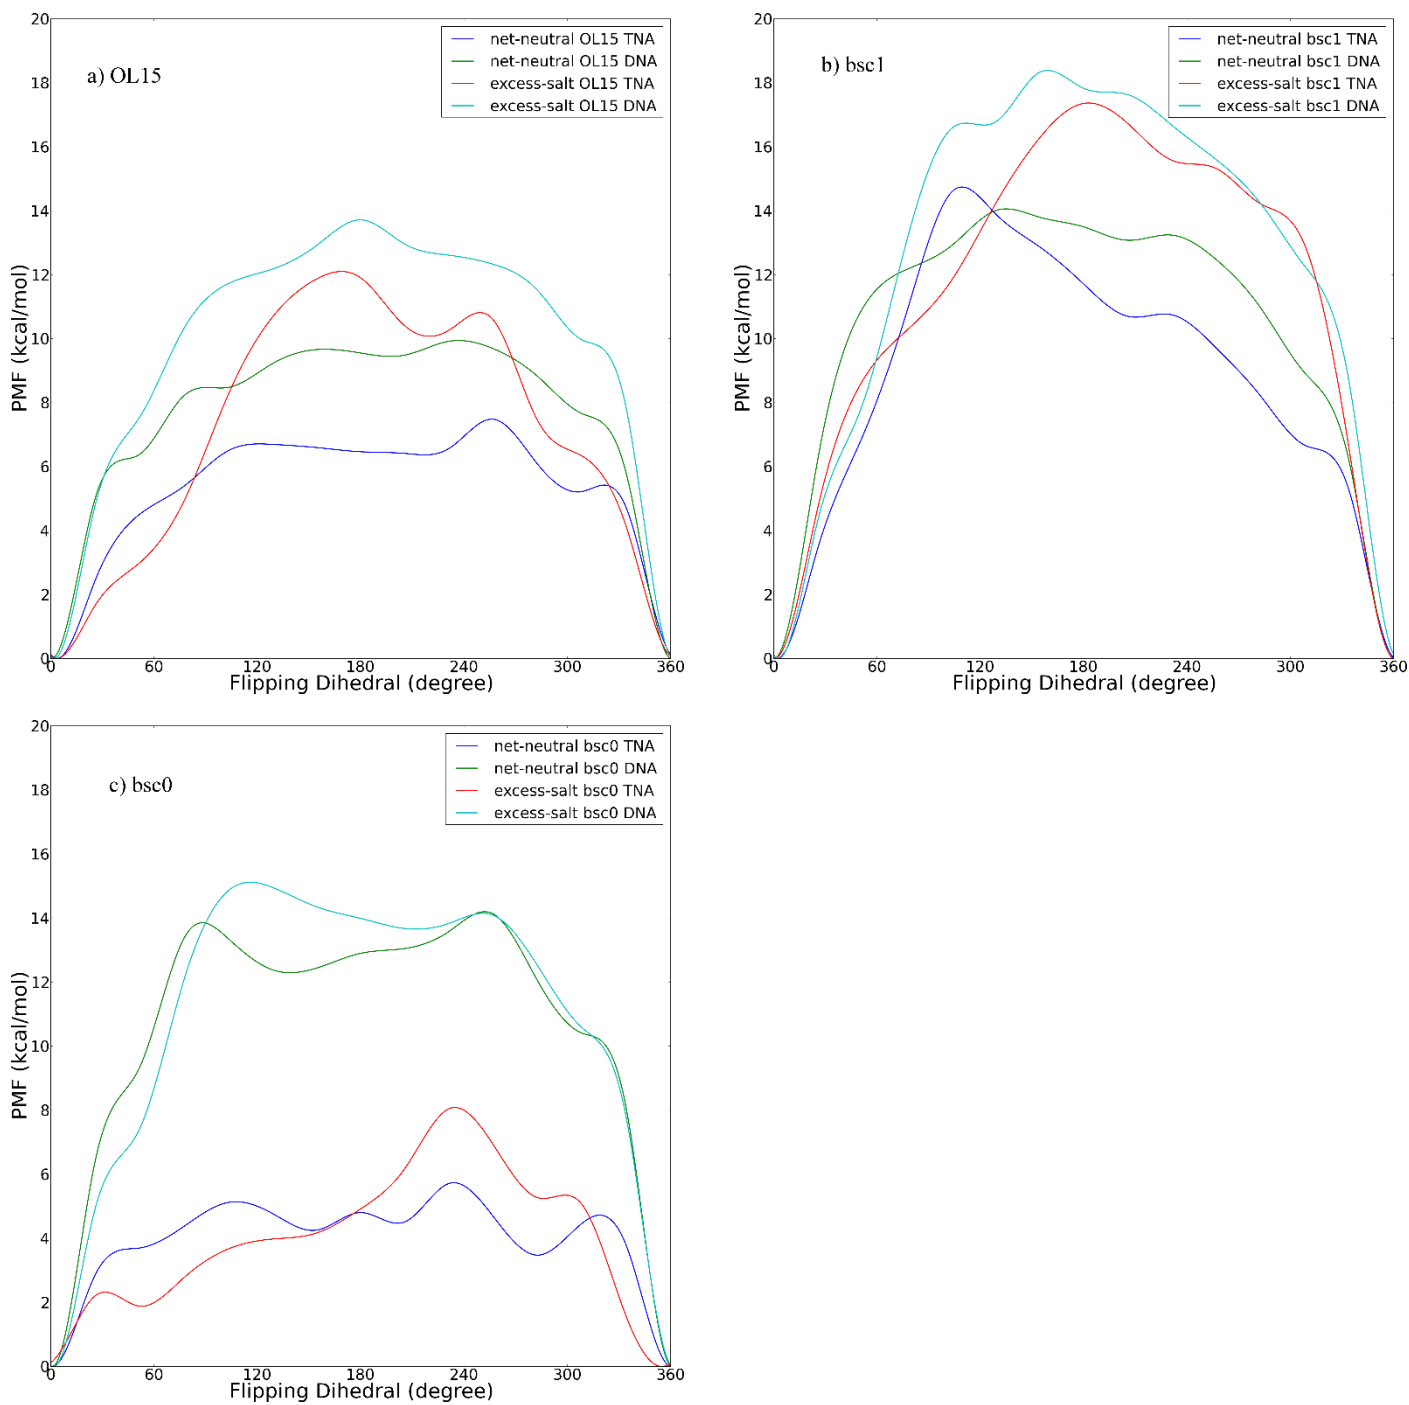 a) OL15
net-neutral OL15 TNA
net-neutral OL15 DNA
excess-salt OL15 TNA
excess-salt OL15 DNA
PMF (kcal/mol)
20
18
16
14
12
10
8
6
4
2
0
0 60 120 180 240 300 360
Flipping Dihedral (degree)
b) bsc1
net-neutral bsc1 TNA
net-neutral bsc1 DNA
excess-salt bsc1 TNA
excess-salt bsc1 DNA
PMF (kcal/mol)
20
18
16
14
12
10
8
6
4
2
0
0 60 120 180 240 300 360
Flipping Dihedral (degree)
c) bsc0
net-neutral bsc0 TNA
net-neutral bsc0 DNA
excess-salt bsc0 TNA
excess-salt bsc0 DNA
PMF (kcal/mol)
20
18
16
14
12
10
8
6
4
2
0
0 60 120 180 240 300 360
Flipping Dihedral (degree)